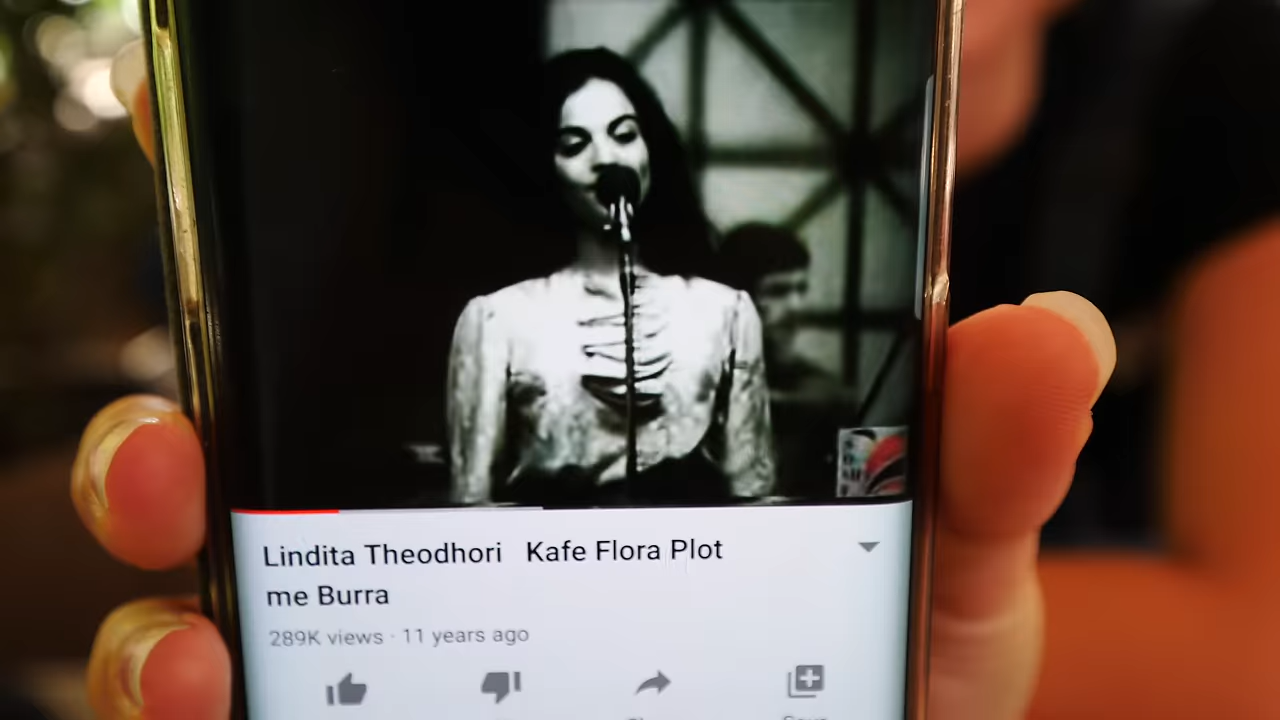 Lindita Theodhori Kafe Flora Plot
me Burra
289K views · 11 years ago